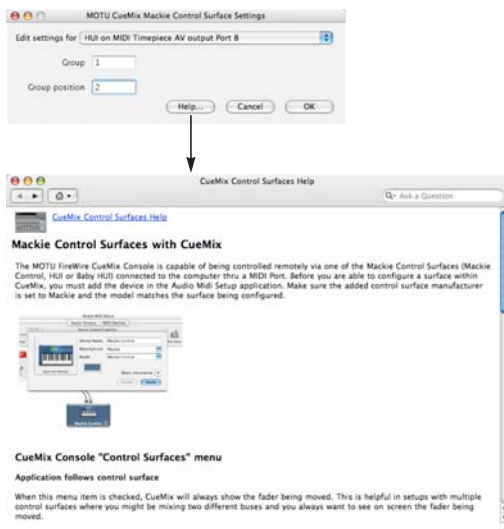 MOTU CueMix Mackie Control Surface Settings
Edit settings for HUI on MIDI Timepiece AV output Port 8
Group 1
Group position 2
Help... Cancel OK
CueMix Control Surfaces Help
Ask a Question
CueMix Control Surfaces Help
Mackie Control Surfaces with CueMix
The MOTU FireWire CueMix Console is capable of being controlled remotely via one of the Mackie Control Surfaces (Mackie
Control, HUI or Baby HUI) connected to the computer thru a MIDI Port. Before you are able to configure a surface within
CueMix, you must add the device in the Audio Midi Setup application. Make sure the added control surface manufacturer
is set to Mackie and the model matches the surface being configured.
Audio MIDI Setup
Mackie Control
CueMix Console "Control Surfaces" menu
Application follows control surface
When this menu item is checked, CueMix will always show the fader being moved. This is helpful in setups with multiple
control surfaces where you might be mixing two different buses and you always want to see on screen the fader being
moved.